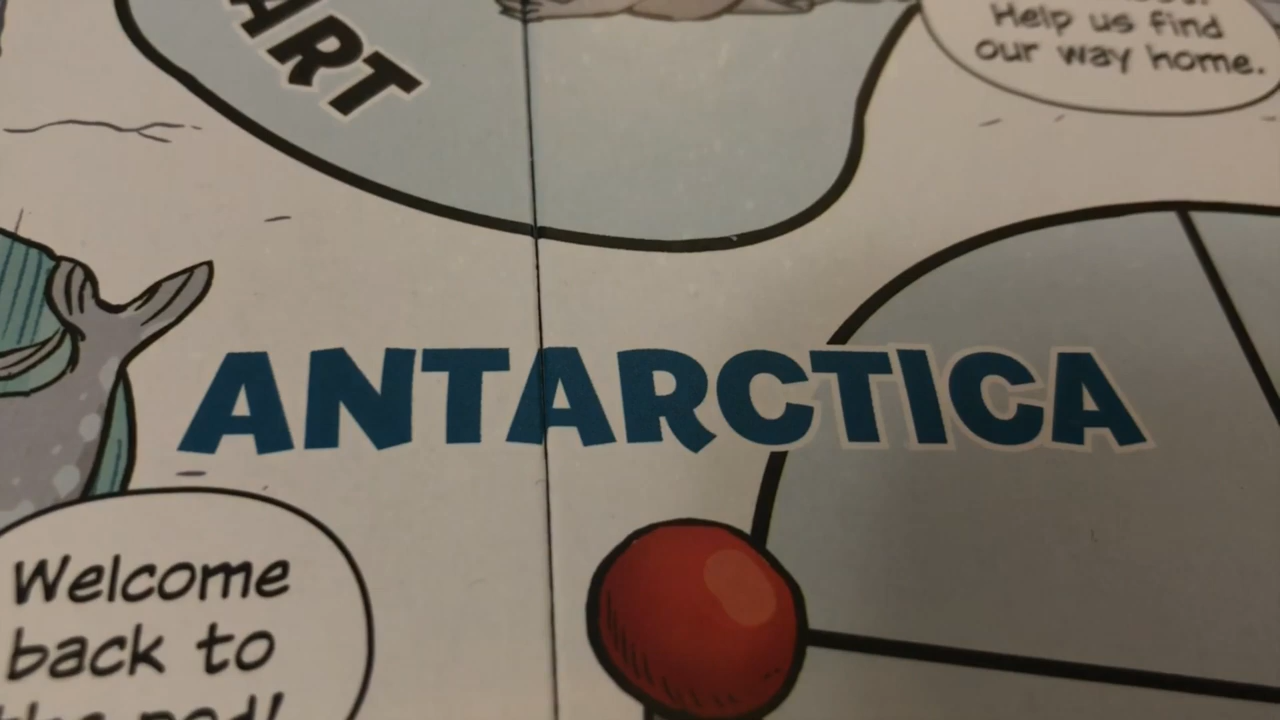 ART
Help us find
our way home.
ANTARCTICA
Welcome
back to